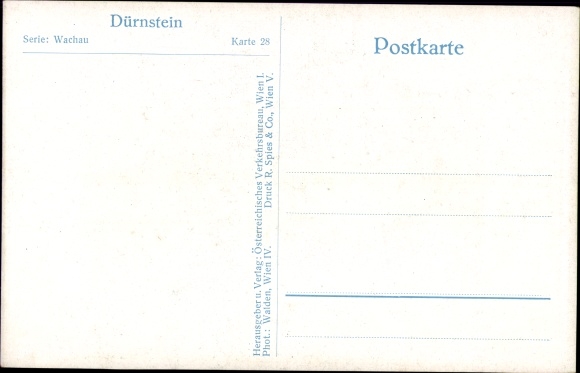 Dürnstein
Serie: Wachau Karte 28
Postkarte
Herausgeber u. Verlag: Österreichisches Verkehrsbureau, Wien I.
Phot.: Walden, Wien IV. Druck R. Spies & Co., Wien V.